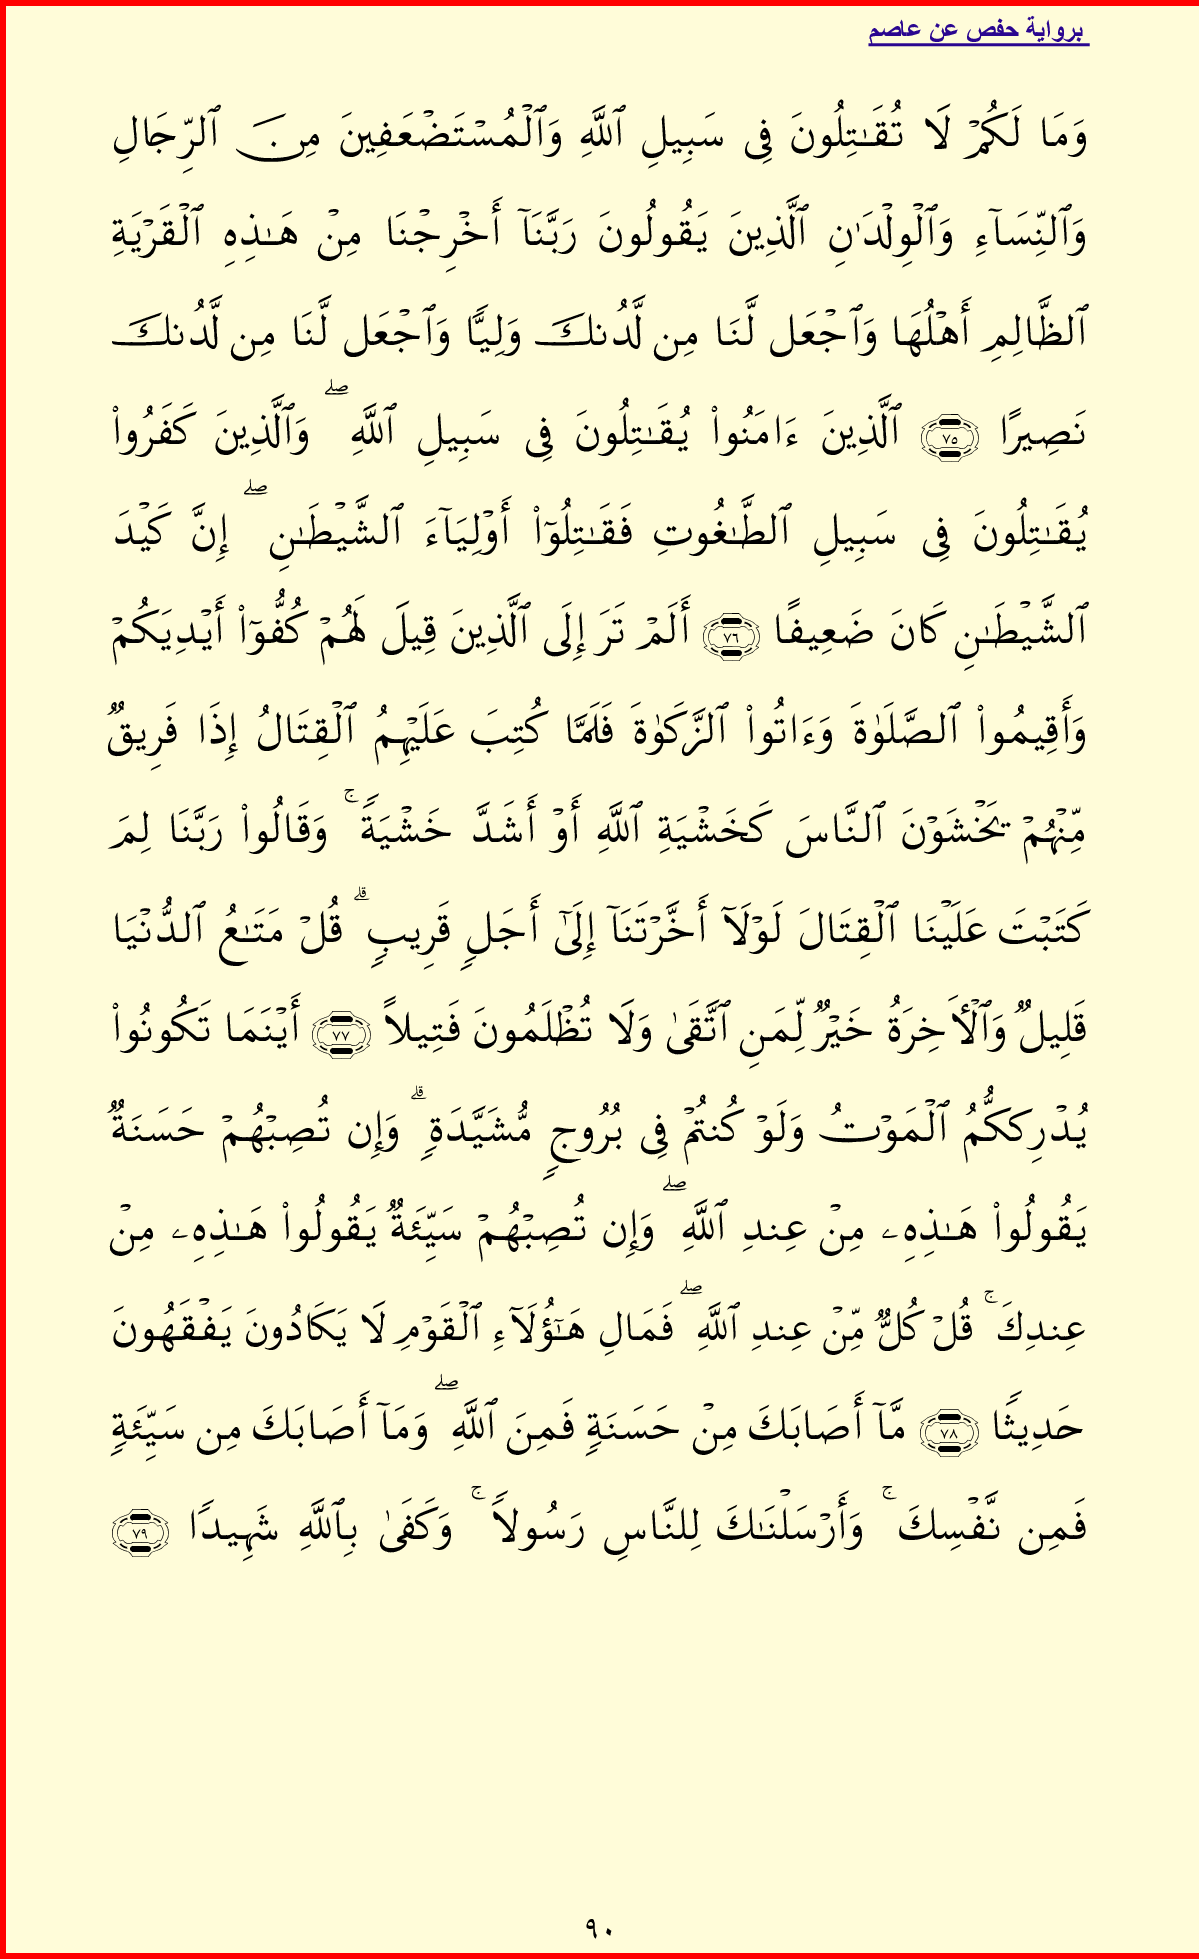 برواية حفص عن عاصم
وَمَا لَكُمۡ لَا تُقَـٰتِلُونَ فِى سَبِيلِ ٱللَّهِ وَٱلۡمُسۡتَضۡعَفِينَ مِنَ ٱلرِّجَالِ
وَٱلنِّسَآءِ وَٱلۡوِلۡدَٲنِ ٱلَّذِينَ يَقُولُونَ رَبَّنَآ أَخۡرِجۡنَا مِنۡ هَـٰذِهِ ٱلۡقَرۡيَةِ
ٱلظَّالِمِ أَهۡلُهَا وَٱجۡعَل لَّنَا مِن لَّدُنكَ وَلِيًّا وَٱجۡعَل لَّنَا مِن لَّدُنكَ
نَصِيرًا ٧٥ ٱلَّذِينَ ءَامَنُواْ يُقَـٰتِلُونَ فِى سَبِيلِ ٱللَّهِۖ وَٱلَّذِينَ كَفَرُواْ
يُقَـٰتِلُونَ فِى سَبِيلِ ٱلطَّـٰغُوتِ فَقَـٰتِلُوٓاْ أَوۡلِيَآءَ ٱلشَّيۡطَـٰنِۖ إِنَّ كَيۡدَ
ٱلشَّيۡطَـٰنِ كَانَ ضَعِيفًا ٧٦ أَلَمۡ تَرَ إِلَى ٱلَّذِينَ قِيلَ لَهُمۡ كُفُّوٓاْ أَيۡدِيَكُمۡ
وَأَقِيمُواْ ٱلصَّلَوٰةَ وَءَاتُواْ ٱلزَّكَوٰةَ فَلَمَّا كُتِبَ عَلَيۡہِمُ ٱلۡقِتَالُ إِذَا فَرِيقٌ
مِّنۡہُمۡ يَخۡشَوۡنَ ٱلنَّاسَ كَخَشۡيَةِ ٱللَّهِ أَوۡ أَشَدَّ خَشۡيَةًۚ وَقَالُواْ رَبَّنَا لِمَ
كَتَبۡتَ عَلَيۡنَا ٱلۡقِتَالَ لَوۡلَآ أَخَّرۡتَنَآ إِلَىٰٓ أَجَلٍ قَرِيبٍۗ قُلۡ مَتَـٰعُ ٱلدُّنۡيَا
قَلِيلٌ وَٱلۡأَخِرَةُ خَيۡرٌ لِّمَنِ ٱتَّقَىٰ وَلَا تُظۡلَمُونَ فَتِيلاً ٧٧ أَيۡنَمَا تَكُونُواْ
يُدۡرِككُّمُ ٱلۡمَوۡتُ وَلَوۡ كُنتُمۡ فِى بُرُوجٍ مُّشَيَّدَةٍۗ وَإِن تُصِبۡهُمۡ حَسَنَةٌ
يَقُولُواْ هَـٰذِهِۦ مِنۡ عِندِ ٱللَّهِۖ وَإِن تُصِبۡهُمۡ سَيِّئَةٌ يَقُولُواْ هَـٰذِهِۦ مِنۡ
عِندِكَۚ قُلۡ كُلٌّ مِّنۡ عِندِ ٱللَّهِۖ فَمَالِ هَـٰٓؤُلَآءِ ٱلۡقَوۡمِ لَا يَكَادُونَ يَفۡقَهُونَ
حَدِيثًا ٧٨ مَّآ أَصَابَكَ مِنۡ حَسَنَةٍ فَمِنَ ٱللَّهِۖ وَمَآ أَصَابَكَ مِن سَيِّئَةٍ
فَمِن نَّفۡسِكَۚ وَأَرۡسَلۡنَـٰكَ لِلنَّاسِ رَسُولاًۚ وَكَفَىٰ بِٱللَّهِ شَہِيدًا ٧٩
٩٠